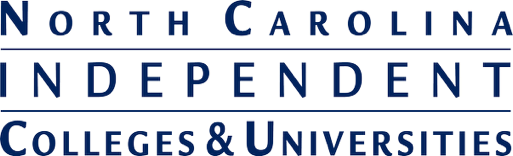 NORTH CAROLINA
INDEPENDENT
COLLEGES & UNIVERSITIES